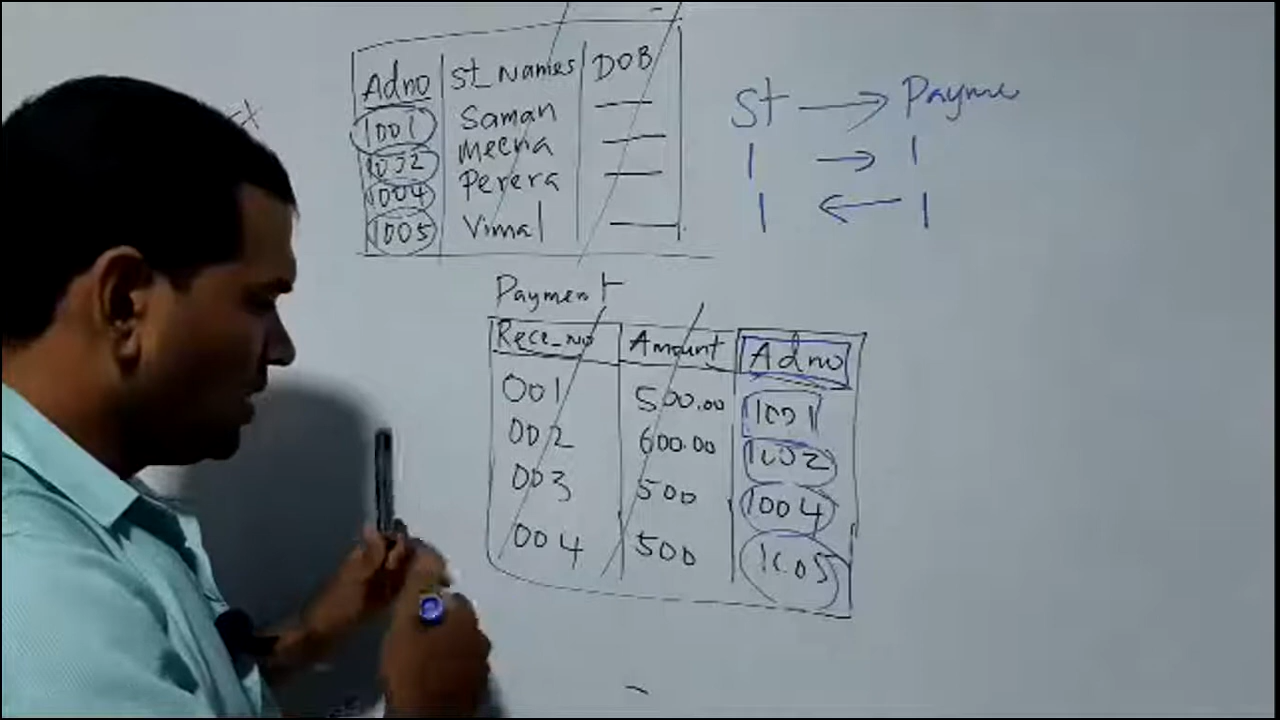 Adno St_Names DOB
1001 Saman
1002 Meena
1004 Perera
1005 Vimal
St → Payme
1 → 1
1 ← 1
Payment
Rece_no Amount Adno
001 500.00 1001
002 600.00 1002
003 500 1004
004 500 1005